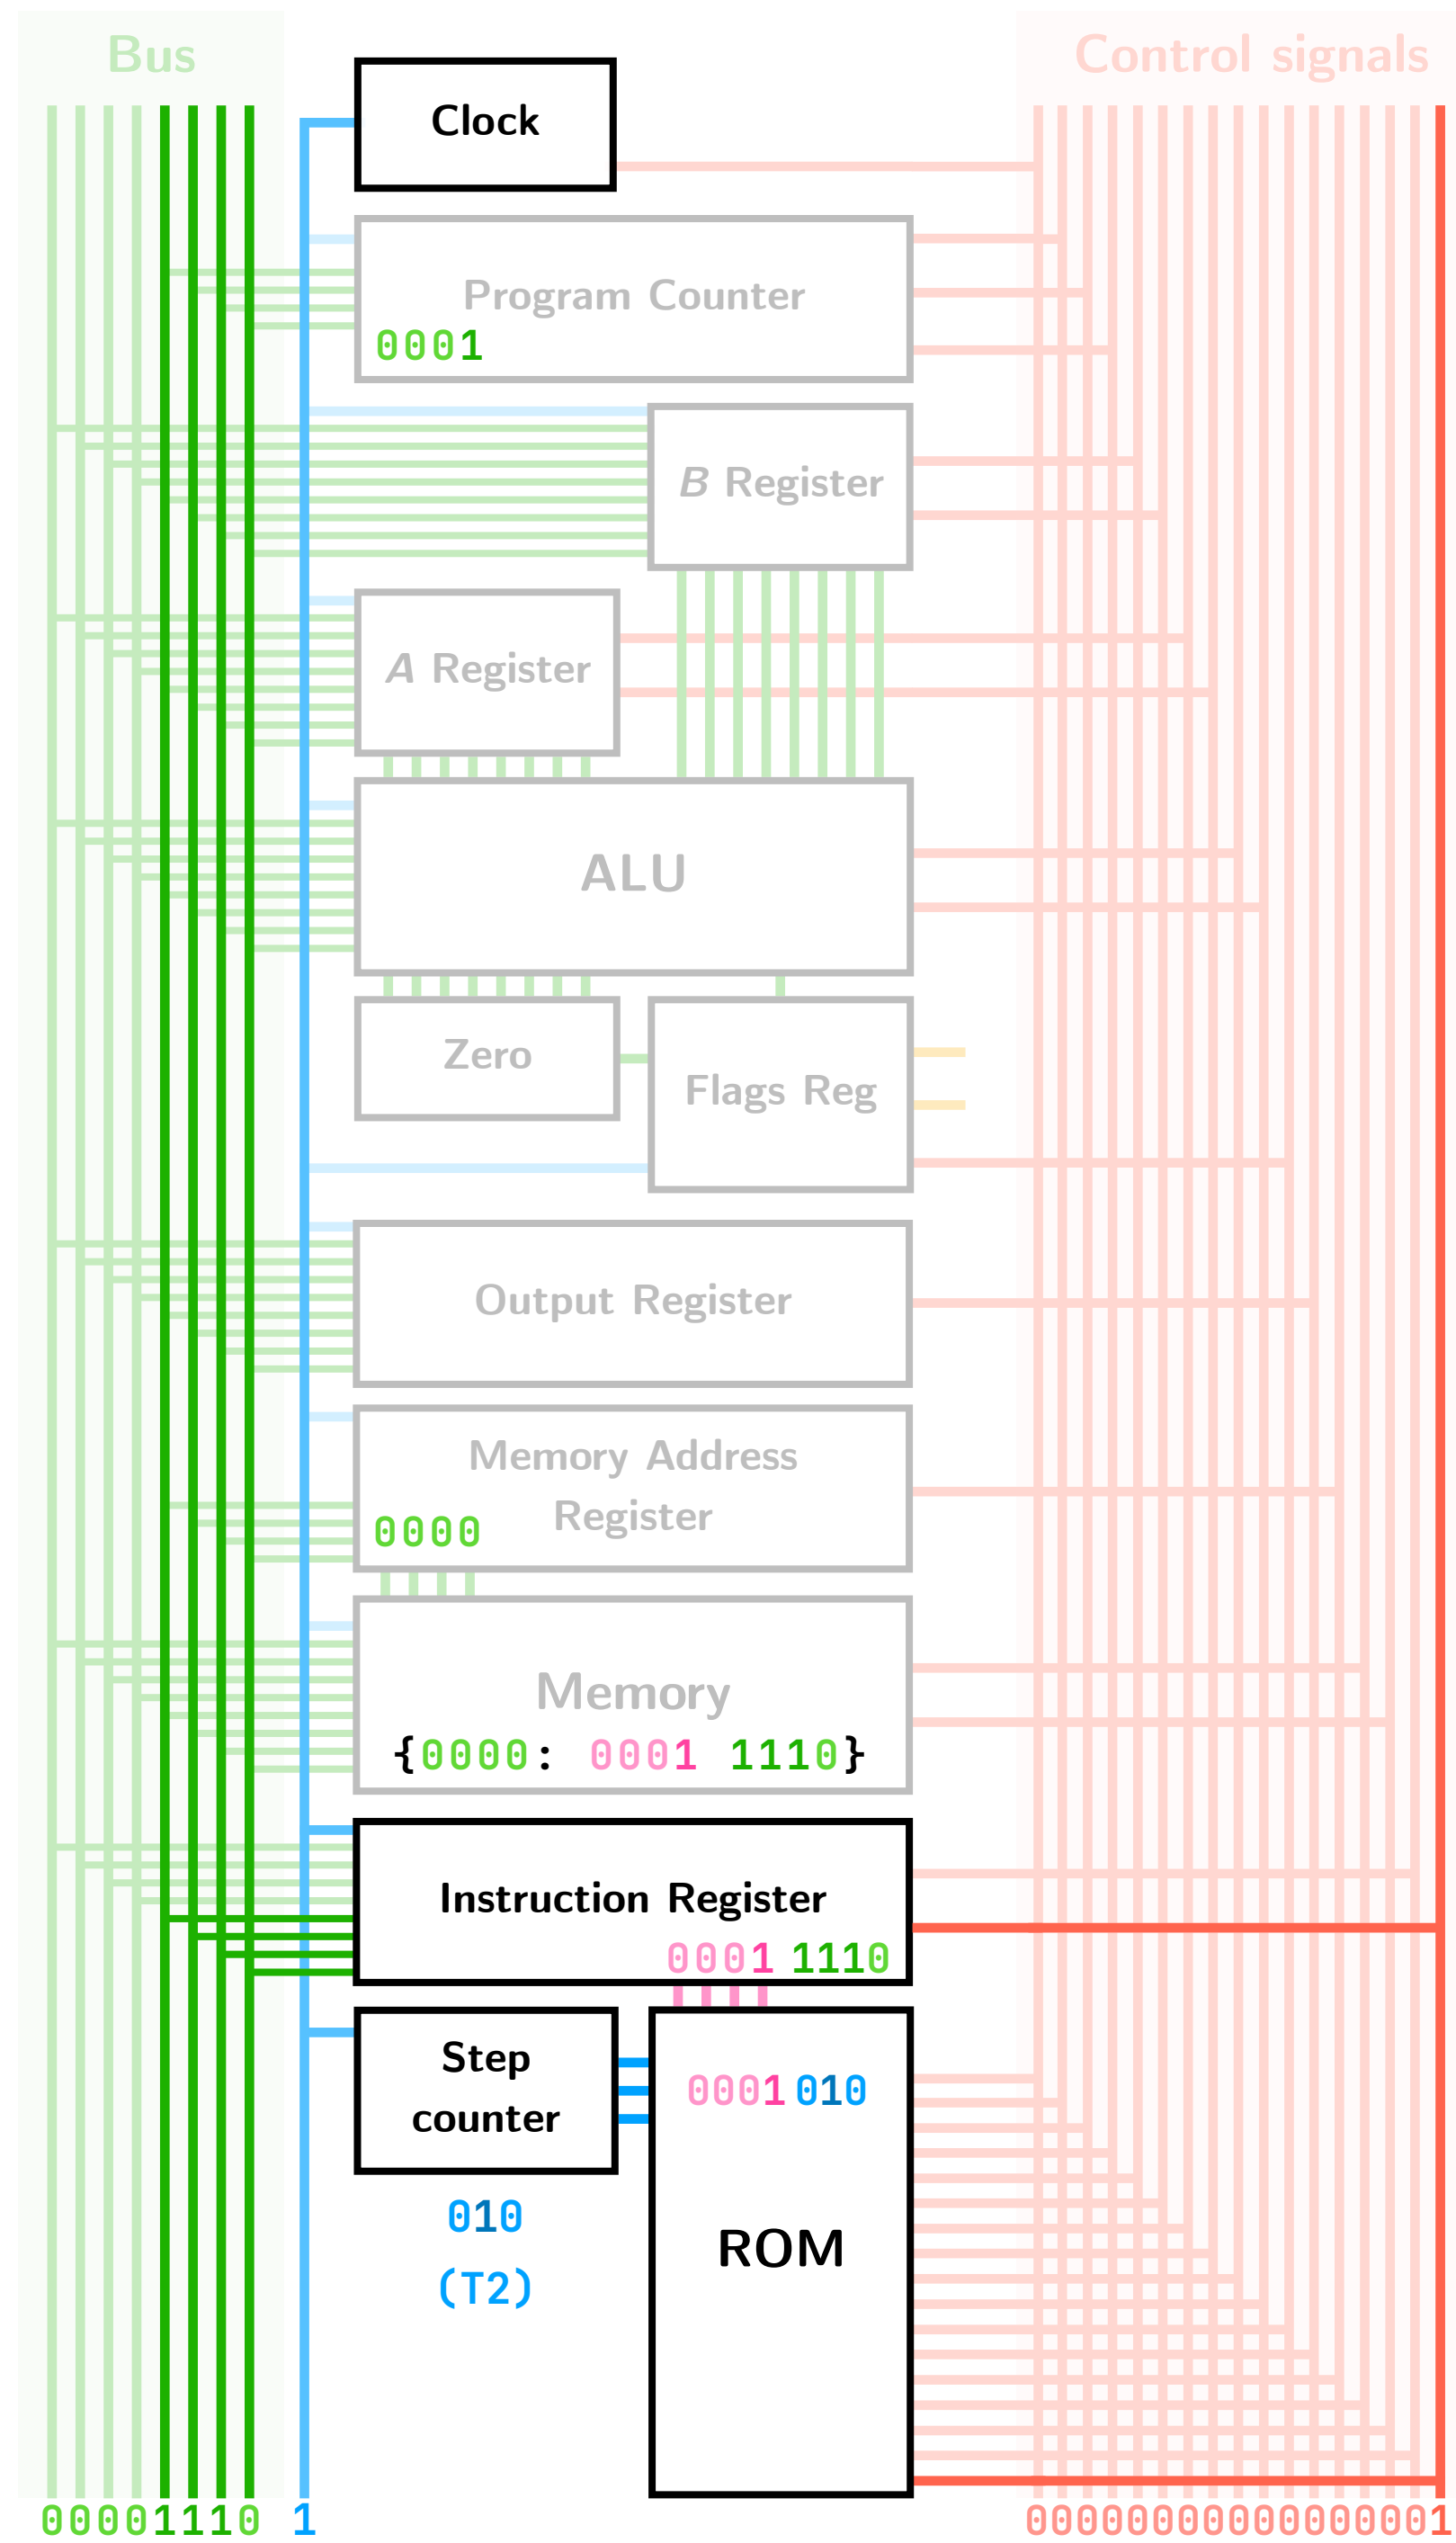 Bus
Control signals
Clock
Program Counter
0001
B Register
A Register
ALU
Zero
Flags Reg
Output Register
Memory Address
Register
0000
Memory
{0000: 0001 1110}
Instruction Register
0001 1110
Step
counter
0001 010
ROM
010
(T2)
00001110 1
00000000000000001